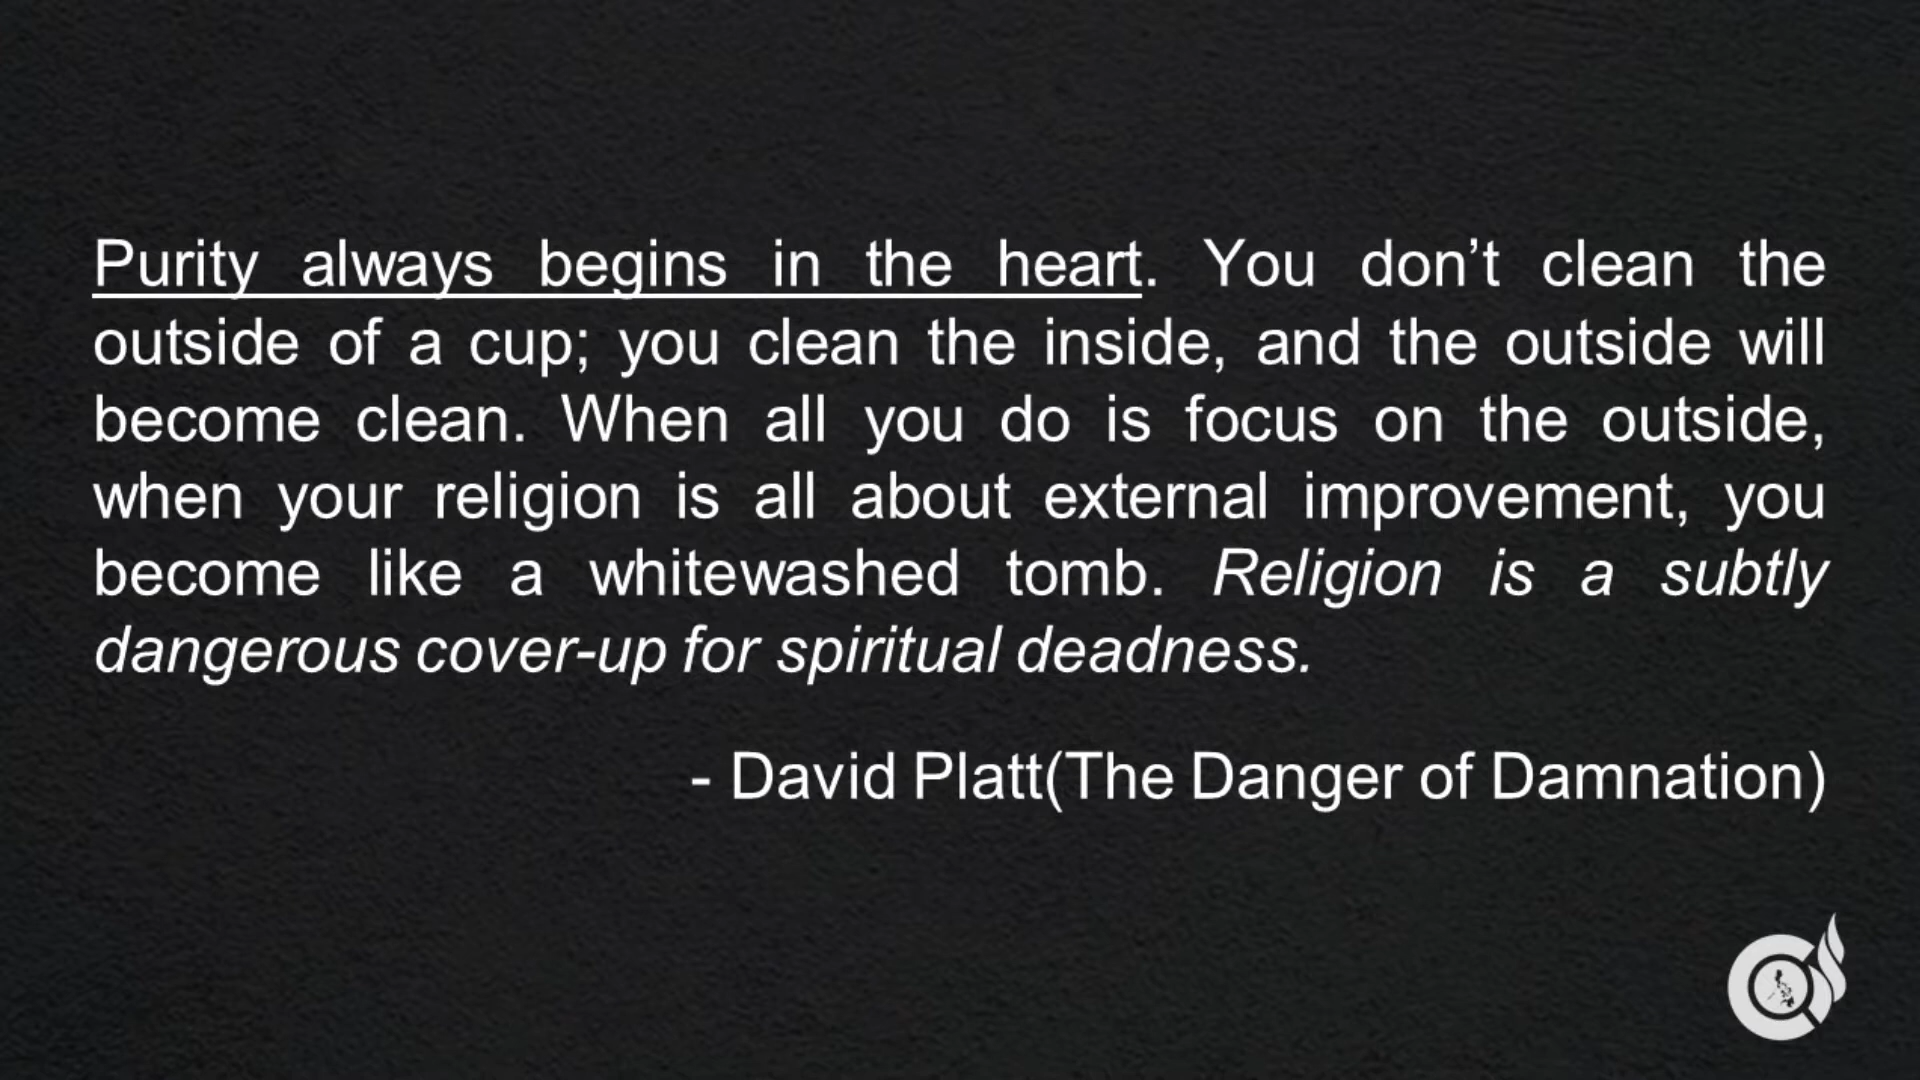 Purity always begins in the heart. You don’t clean the
outside of a cup; you clean the inside, and the outside will
become clean. When all you do is focus on the outside,
when your religion is all about external improvement, you
become like a whitewashed tomb. Religion is a subtly
dangerous cover-up for spiritual deadness.
- David Platt(The Danger of Damnation)